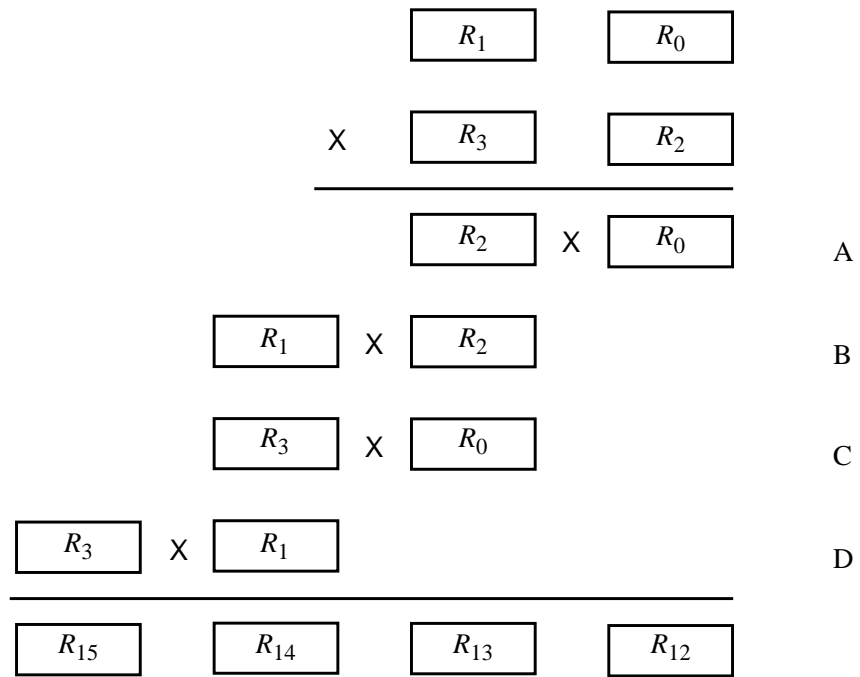 R₁ R₀
X R₃ R₂
R₂ X R₀ A
R₁ X R₂ B
R₃ X R₀ C
R₃ X R₁ D
R₁₅ R₁₄ R₁₃ R₁₂